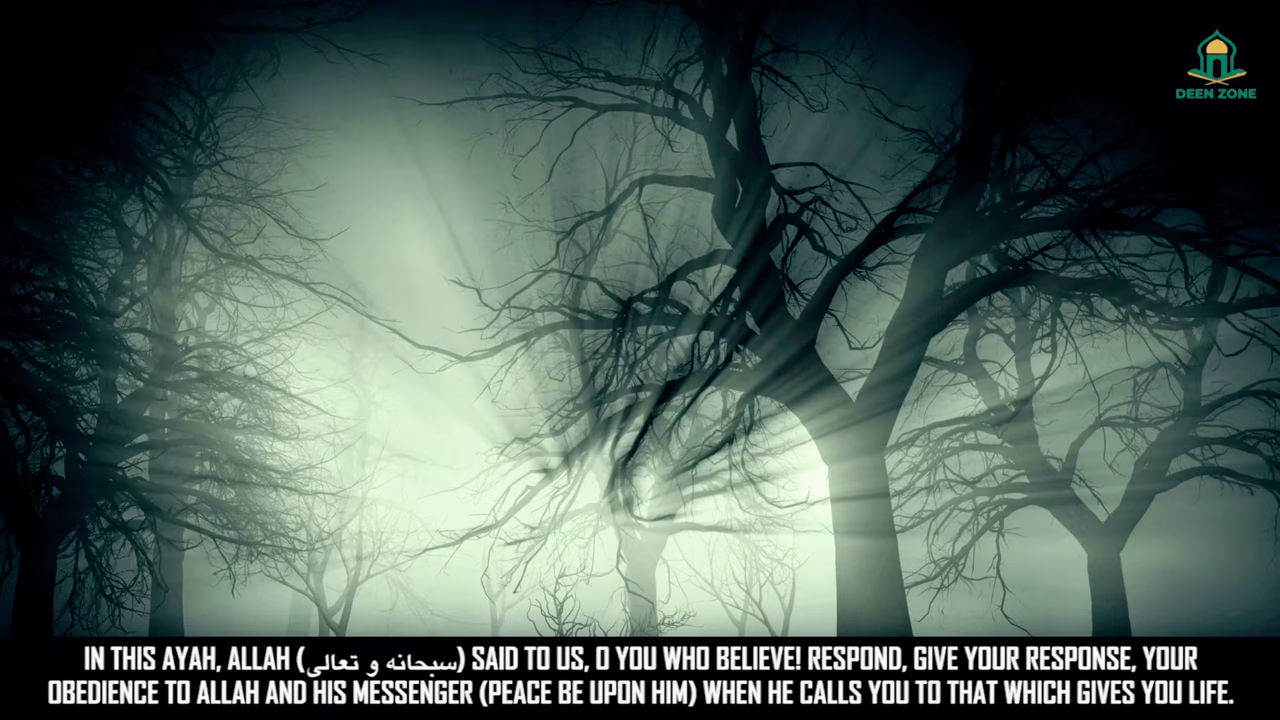 DEEN ZONE
IN THIS AYAH, ALLAH (سبحانه و تعالى) SAID TO US, O YOU WHO BELIEVE! RESPOND, GIVE YOUR RESPONSE, YOUR
OBEDIENCE TO ALLAH AND HIS MESSENGER (PEACE BE UPON HIM) WHEN HE CALLS YOU TO THAT WHICH GIVES YOU LIFE.